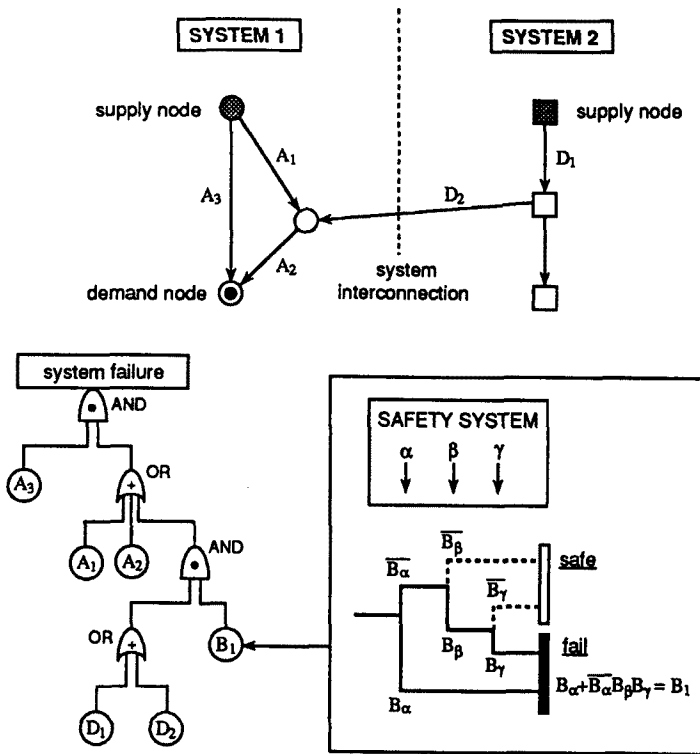 SYSTEM 1
SYSTEM 2
supply node
supply node
A₁
D₁
A₃
D₂
A₂
system
interconnection
demand node
system failure
AND
SAFETY SYSTEM
α β γ
OR
A₃
AND
A₁ A₂
B̅α̅
B̅β̅
safe
B̅γ̅
OR
B₁
Bβ
Bγ
fail
Bα
Bα+B̅α̅BβBγ = B₁
D₁ D₂